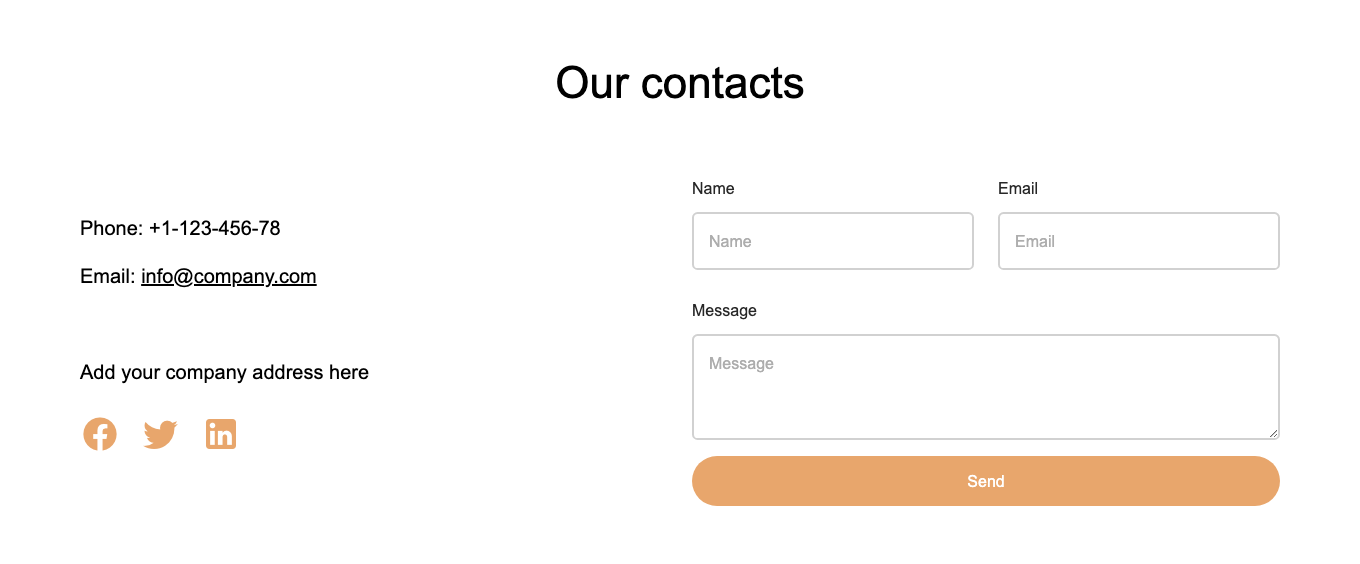 Our contacts
Phone: +1-123-456-78
Email: info@company.com
Add your company address here
Name
Email
Name
Email
Message
Message
Send